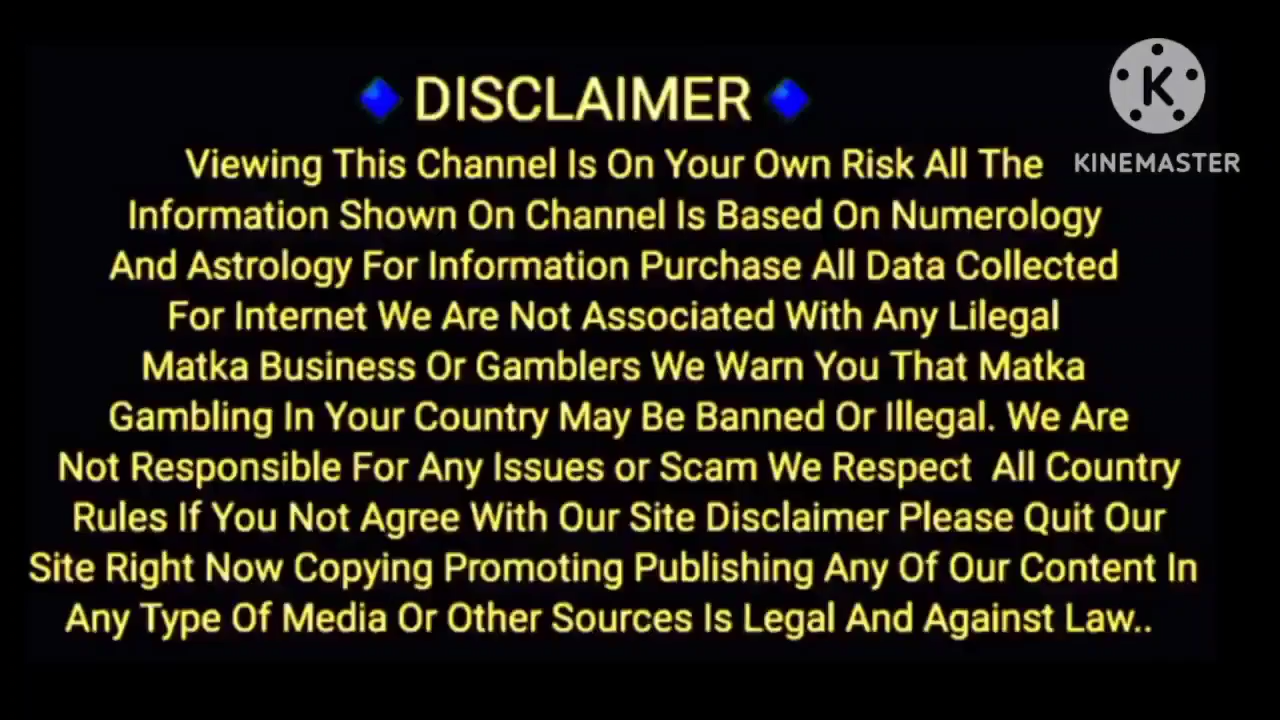 DISCLAIMER
Viewing This Channel Is On Your Own Risk All The
KINEMASTER
Information Shown On Channel Is Based On Numerology
And Astrology For Information Purchase All Data Collected
For Internet We Are Not Associated With Any Lilegal
Matka Business Or Gamblers We Warn You That Matka
Gambling In Your Country May Be Banned Or Illegal. We Are
Not Responsible For Any Issues or Scam We Respect All Country
Rules If You Not Agree With Our Site Disclaimer Please Quit Our
Site Right Now Copying Promoting Publishing Any Of Our Content In
Any Type Of Media Or Other Sources Is Legal And Against Law..